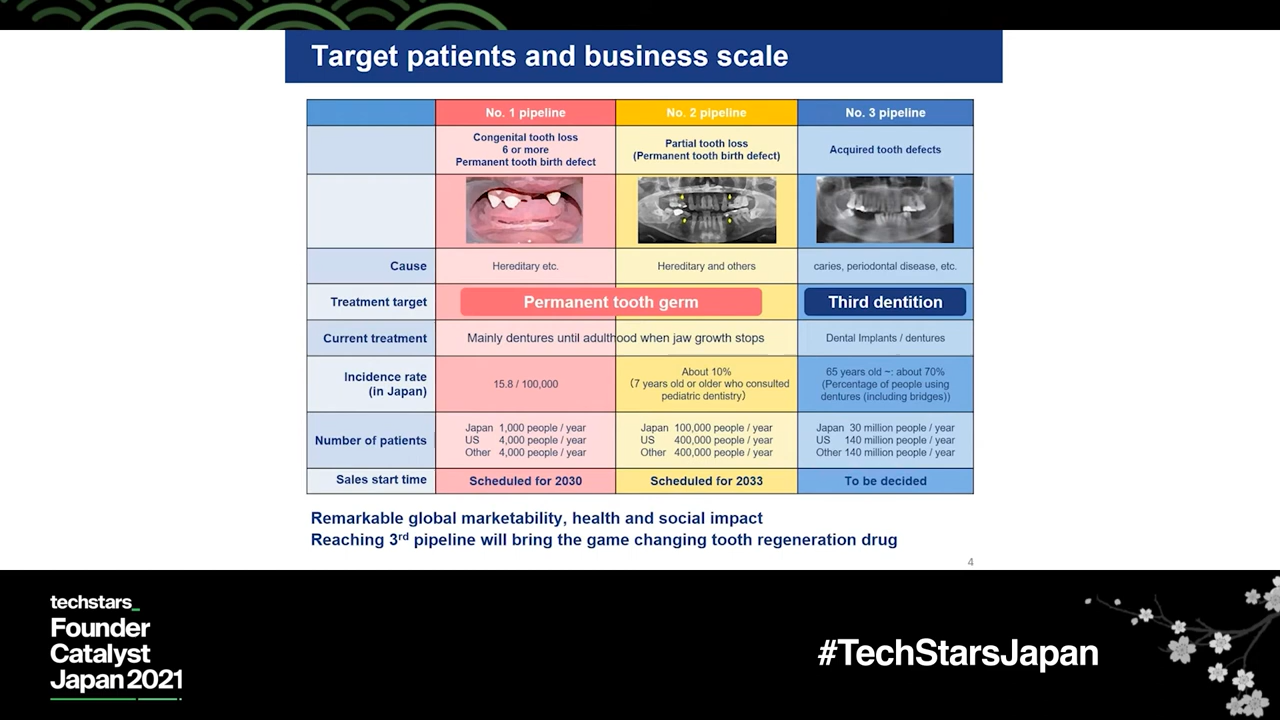 Target patients and business scale
No. 1 pipeline
No. 2 pipeline
No. 3 pipeline
Congenital tooth loss
6 or more
Permanent tooth birth defect
Partial tooth loss
(Permanent tooth birth defect)
Acquired tooth defects
Cause
Hereditary etc.
Hereditary and others
caries, periodontal disease, etc.
Treatment target
Permanent tooth germ
Third dentition
Current treatment
Mainly dentures until adulthood when jaw growth stops
Dental Implants / dentures
Incidence rate
(in Japan)
15.8 / 100,000
About 10%
(7 years old or older who consulted
pediatric dentistry)
65 years old ~: about 70%
(Percentage of people using
dentures (including bridges))
Number of patients
Japan 1,000 people / year
US 4,000 people / year
Other 4,000 people / year
Japan 100,000 people / year
US 400,000 people / year
Other 400,000 people / year
Japan 30 million people / year
US 140 million people / year
Other 140 million people / year
Sales start time
Scheduled for 2030
Scheduled for 2033
To be decided
Remarkable global marketability, health and social impact
Reaching 3rd pipeline will bring the game changing tooth regeneration drug
4
techstars_
Founder
Catalyst
Japan 2021
#TechStarsJapan